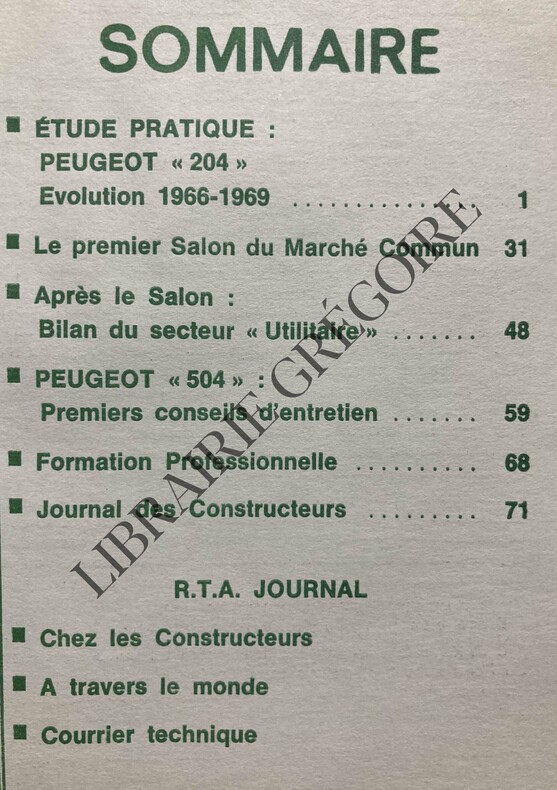 SOMMAIRE
■ ÉTUDE PRATIQUE :
PEUGEOT « 204 »
Evolution 1966-1969 ............... 1
■ Le premier Salon du Marché Commun 31
■ Après le Salon :
Bilan du secteur « Utilitaire » ....... 48
■ PEUGEOT « 504 » :
Premiers conseils d'entretien ....... 59
■ Formation Professionnelle .......... 68
■ Journal des Constructeurs ......... 71
R.T.A. JOURNAL
■ Chez les Constructeurs
■ A travers le monde
■ Courrier technique
LIBRAIRIE GRÉGOIRE